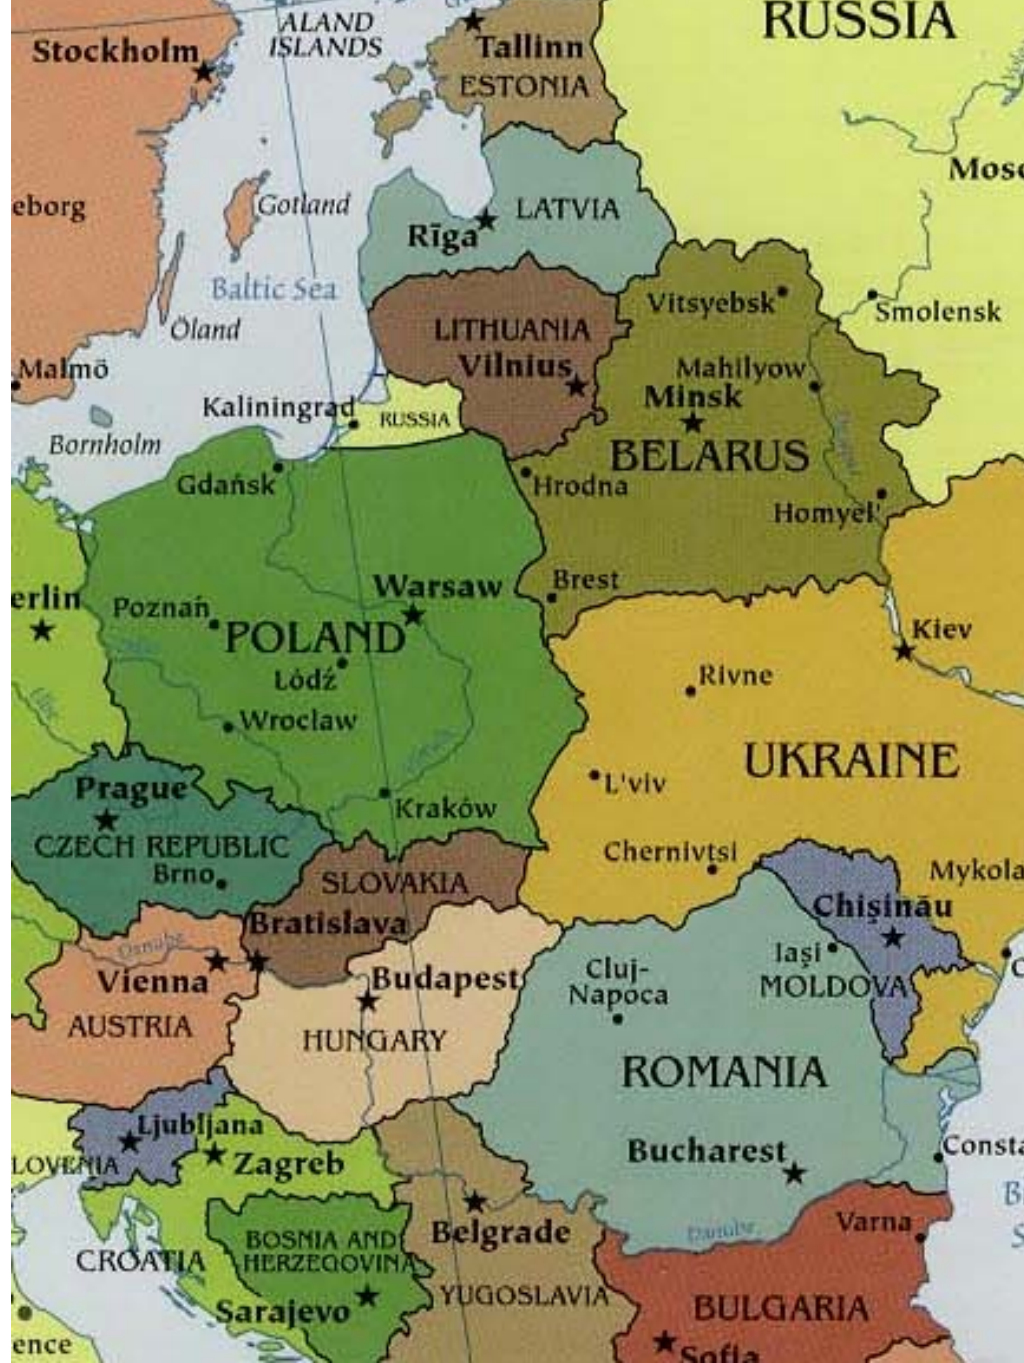 RUSSIA
ALAND
ISLANDS
Stockholm
Tallinn
ESTONIA
Mosc
eborg
Gotland
LATVIA
Rīga
Baltic Sea
Vitsyebsk
Smolensk
Öland
LITHUANIA
Vilnius
Malmö
Mahilyow
Minsk
Kaliningrad
RUSSIA
Bornholm
BELARUS
Gdańsk
Hrodna
Homyel'
Brest
Warsaw
erlin
Poznań
POLAND
Kiev
Łódź
Rivne
Wroclaw
UKRAINE
Prague
L'viv
Kraków
CZECH REPUBLIC
Chernivtsi
Brno
SLOVAKIA
Mykola
Bratislava
Chişinău
Danube
Iaşi
Vienna
Budapest
Cluj-
Napoca
MOLDOVA
AUSTRIA
HUNGARY
ROMANIA
Ljubljana
LOVENIA
Zagreb
Bucharest
Consta
Belgrade
Danube
Varna
CROATIA
BOSNIA AND
HERZEGOVINA
YUGOSLAVIA
Sarajevo
BULGARIA
ence
Sofia